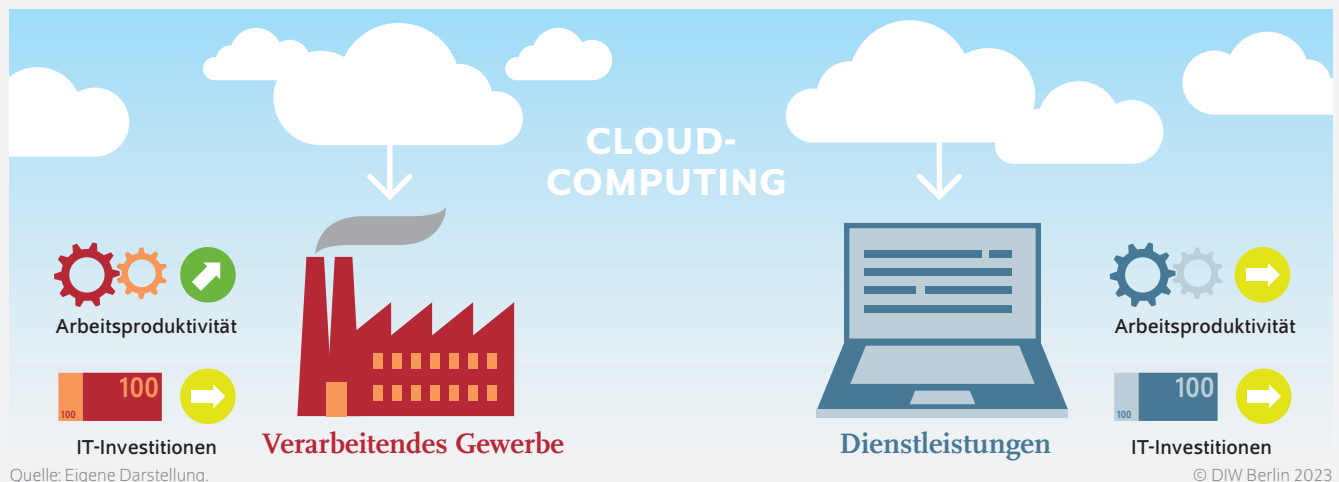 CLOUD-
COMPUTING
Arbeitsproduktivität
100
100
IT-Investitionen
Verarbeitendes Gewerbe
Dienstleistungen
Arbeitsproduktivität
100
100
IT-Investitionen
Quelle: Eigene Darstellung.
© DIW Berlin 2023